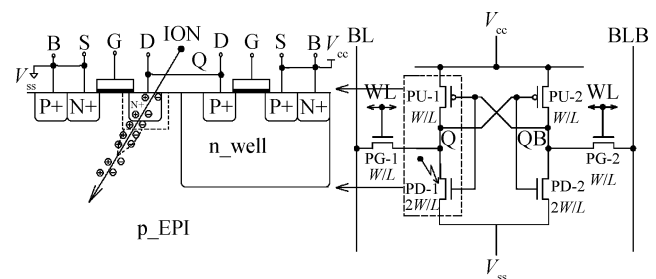 B S G D ION D G S B
Vss
Q
Vcc
P+ N+ N+ P+ P+ N+
n_well
p_EPI
BL Vcc BLB
WL PU-1 PU-2 WL
W/L W/L
Q QB
PG-1 PG-2
W/L W/L
PD-1 PD-2
2W/L 2W/L
Vss